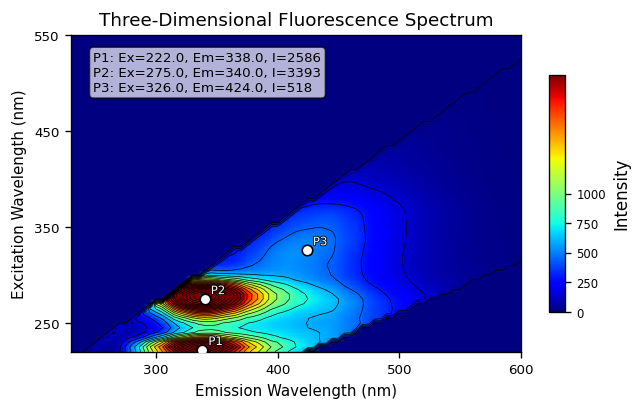 Three-Dimensional Fluorescence Spectrum
P1: Ex=222.0, Em=338.0, I=2586
P2: Ex=275.0, Em=340.0, I=3393
P3: Ex=326.0, Em=424.0, I=518
550
450
350
250
Excitation Wavelength (nm)
P3
P2
P1
300
400
500
600
Emission Wavelength (nm)
1000
750
500
250
0
Intensity